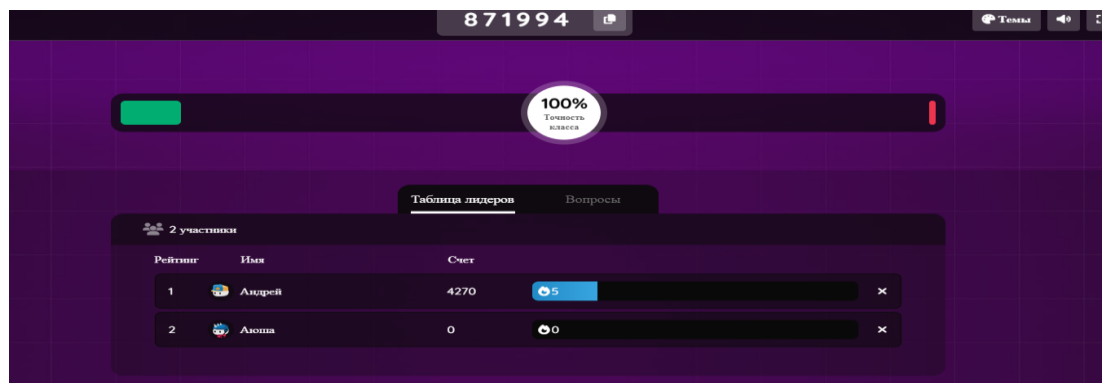 871994
Темы
100%
Точность
класса
Таблица лидеров Вопросы
2 участники
Рейтинг Имя Счет
1 Андрей 4270 5
2 Аюша 0 0